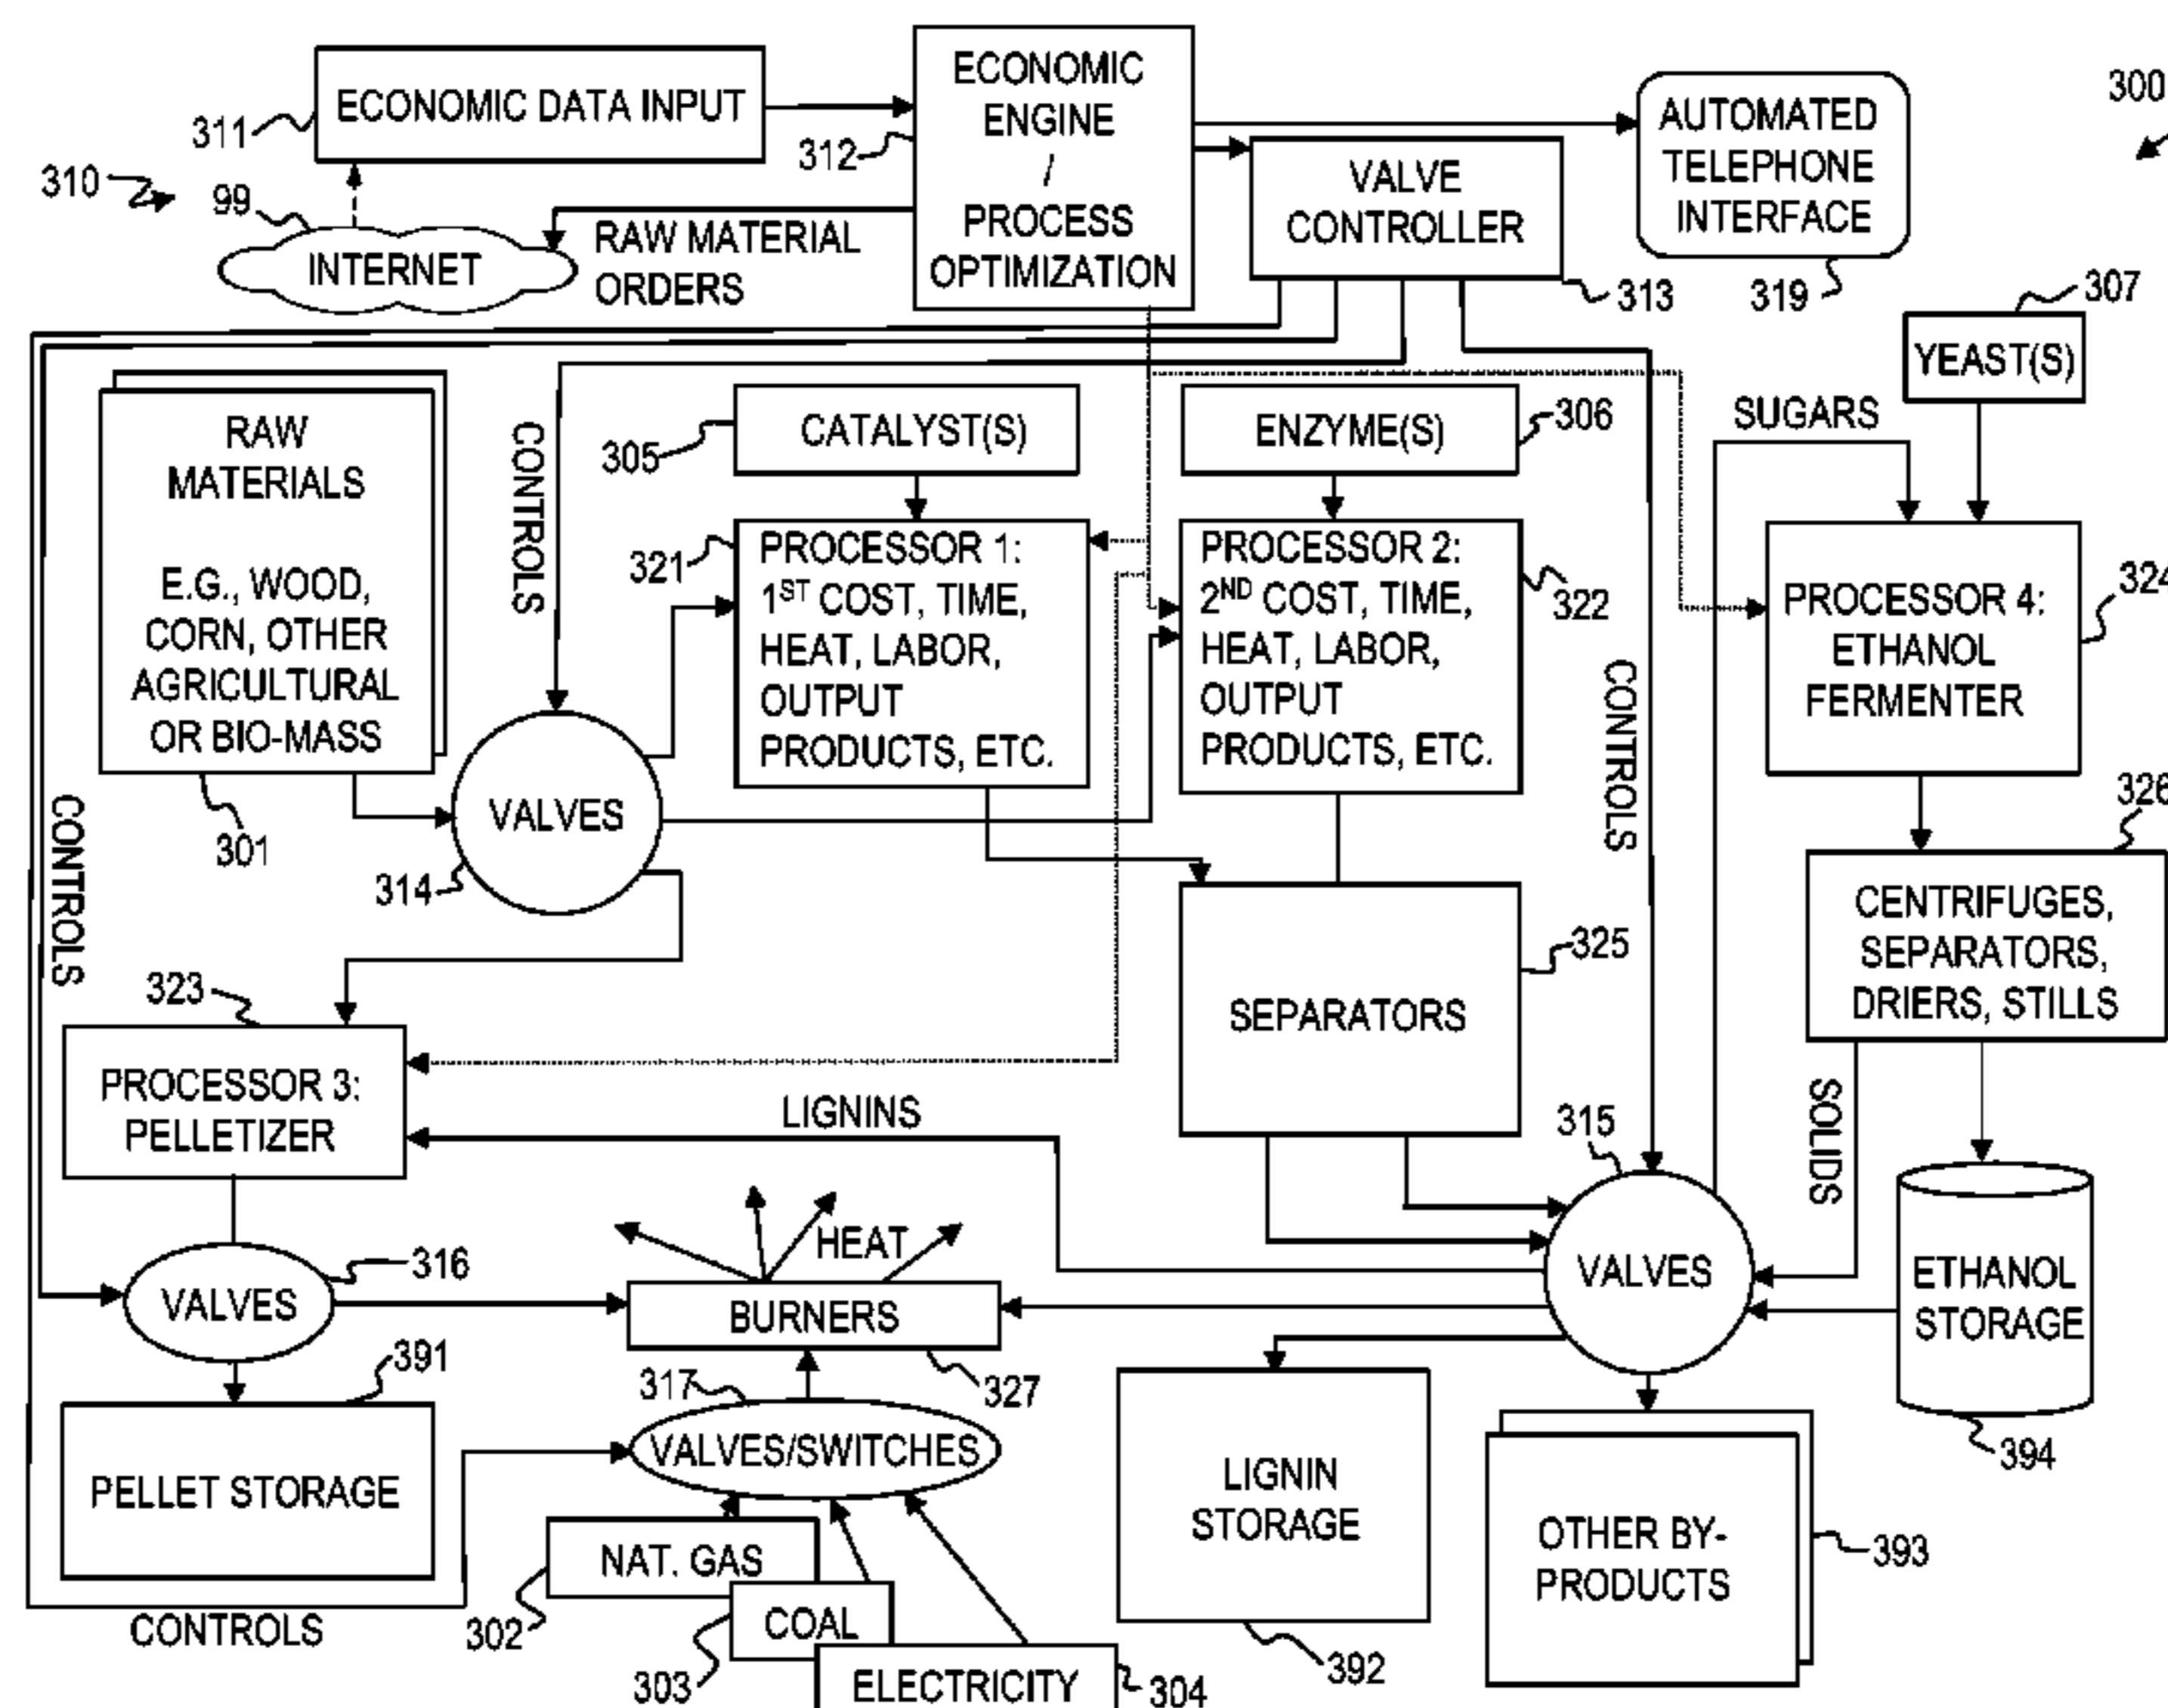 ECONOMIC DATA INPUT
311
310
99
INTERNET
RAW MATERIAL
ORDERS
ECONOMIC
ENGINE
/
PROCESS
OPTIMIZATION
312
VALVE
CONTROLLER
313
AUTOMATED
TELEPHONE
INTERFACE
319
300
307
YEAST(S)
SUGARS
RAW
MATERIALS
E.G., WOOD,
CORN, OTHER
AGRICULTURAL
OR BIO-MASS
301
CONTROLS
CONTROLS
305
CATALYST(S)
ENZYME(S)
306
321
PROCESSOR 1:
1ST COST, TIME,
HEAT, LABOR,
OUTPUT
PRODUCTS, ETC.
PROCESSOR 2:
2ND COST, TIME,
HEAT, LABOR,
OUTPUT
PRODUCTS, ETC.
322
CONTROLS
PROCESSOR 4:
ETHANOL
FERMENTER
324
VALVES
314
326
CENTRIFUGES,
SEPARATORS,
DRIERS, STILLS
SEPARATORS
325
323
PROCESSOR 3:
PELLETIZER
LIGNINS
315
SOLIDS
VALVES
316
HEAT
BURNERS
327
VALVES
ETHANOL
STORAGE
394
391
PELLET STORAGE
317
VALVES/SWITCHES
NAT. GAS
302
COAL
303
ELECTRICITY
304
CONTROLS
LIGNIN
STORAGE
392
OTHER BY-
PRODUCTS
393